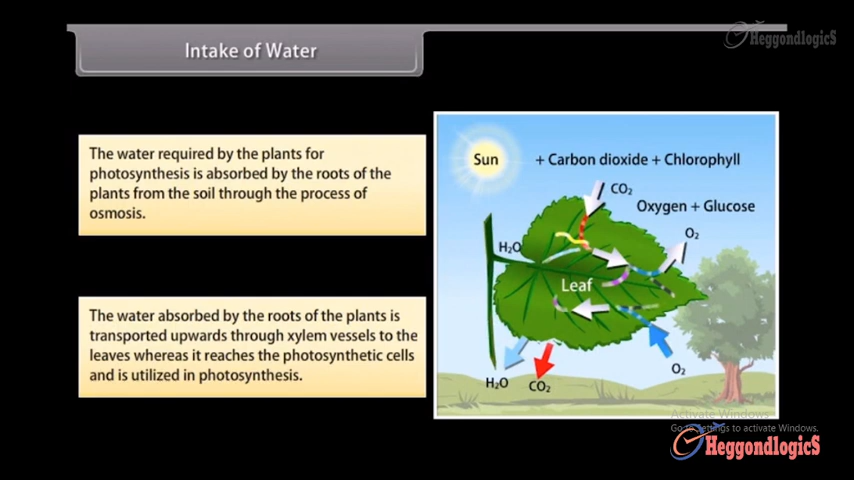 Intake of Water
HeggondlogicS
The water required by the plants for
photosynthesis is absorbed by the roots of the
plants from the soil through the process of
osmosis.
The water absorbed by the roots of the plants is
transported upwards through xylem vessels to the
leaves whereas it reaches the photosynthetic cells
and is utilized in photosynthesis.
Sun + Carbon dioxide + Chlorophyll
CO₂
Oxygen + Glucose
O₂
H₂O
Leaf
O₂
H₂O
CO₂
Activate Windows
Go to Settings to activate Windows.
HeggondlogicS